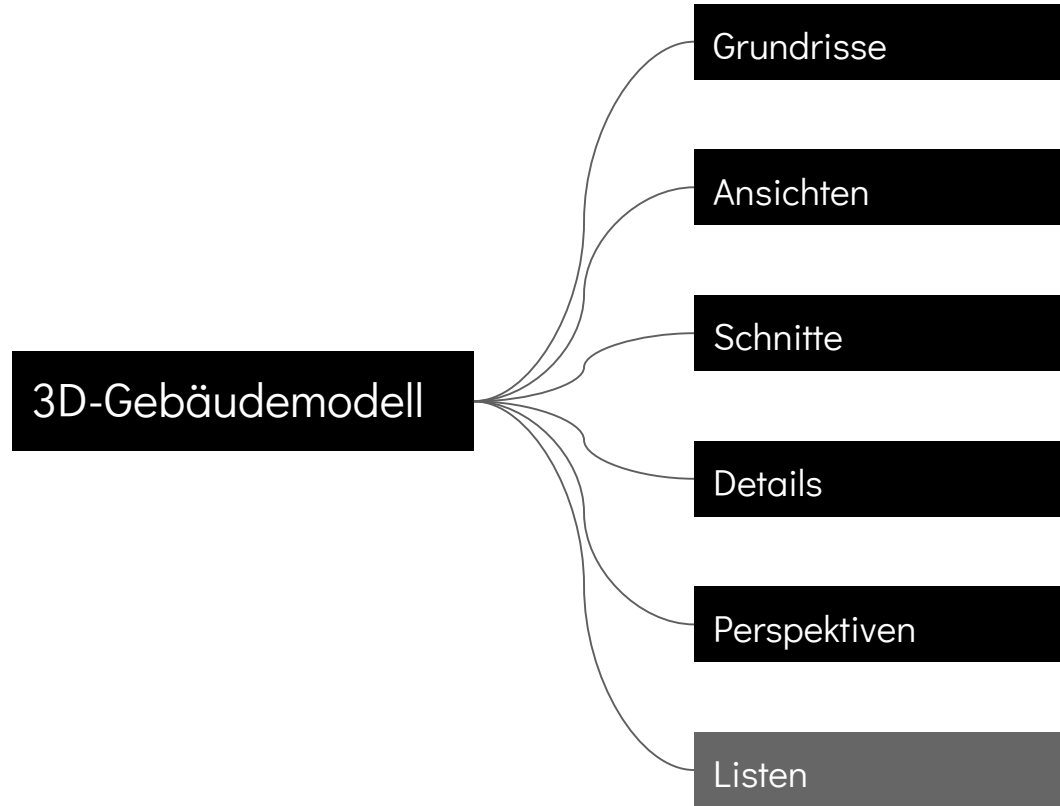 Grundrisse
Ansichten
Schnitte
3D-Gebäudemodell
Details
Perspektiven
Listen